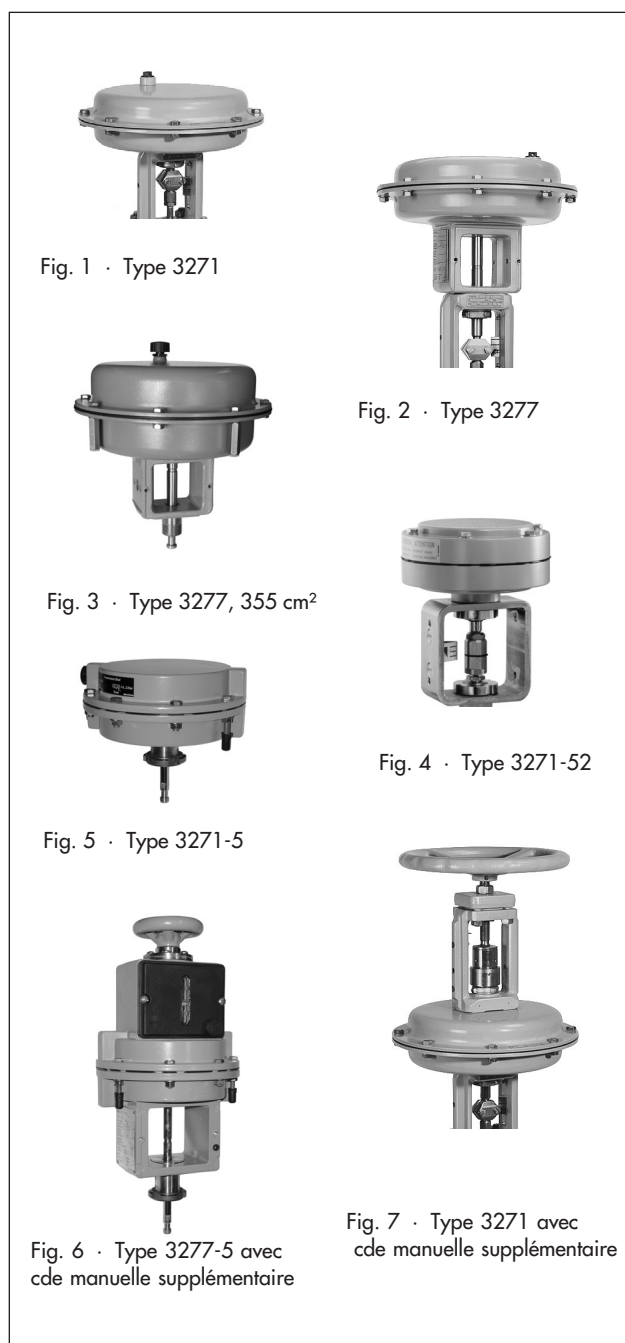 Fig. 1 · Type 3271
Fig. 2 · Type 3277
Fig. 3 · Type 3277, 355 cm²
Fig. 4 · Type 3271-52
Fig. 5 · Type 3271-5
Fig. 6 · Type 3277-5 avec
cde manuelle supplémentaire
Fig. 7 · Type 3271 avec
cde manuelle supplémentaire